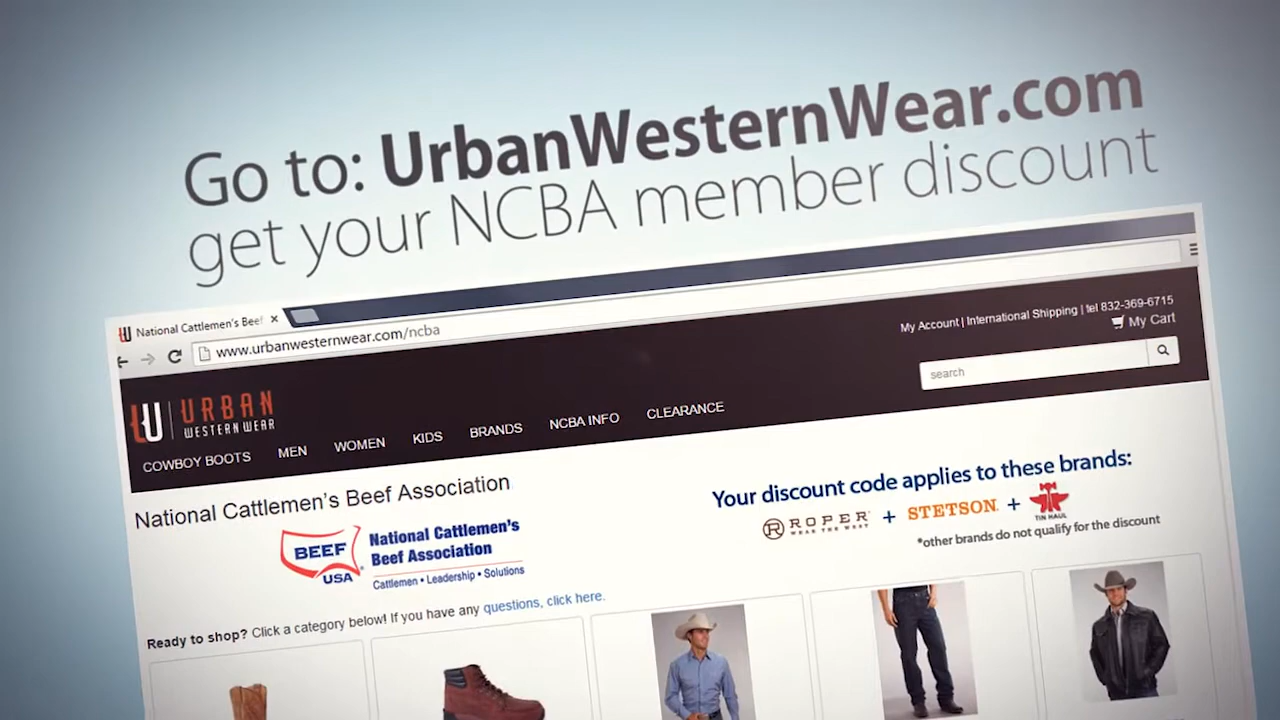 Go to: UrbanWesternWear.com
get your NCBA member discount
National Cattlemen's Beef
www.urbanwesternwear.com/ncba
My Account | International Shipping | tel 832-369-6715
My Cart
search
URBAN
WESTERN WEAR
COWBOY BOOTS MEN WOMEN KIDS BRANDS NCBA INFO CLEARANCE
National Cattlemen's Beef Association
BEEF
USA
National Cattlemen's
Beef Association
Cattlemen • Leadership • Solutions
Your discount code applies to these brands:
R ROPER + STETSON + TIN HAUL
WEAR THE WEST
*other brands do not qualify for the discount
Ready to shop? Click a category below! If you have any questions, click here.